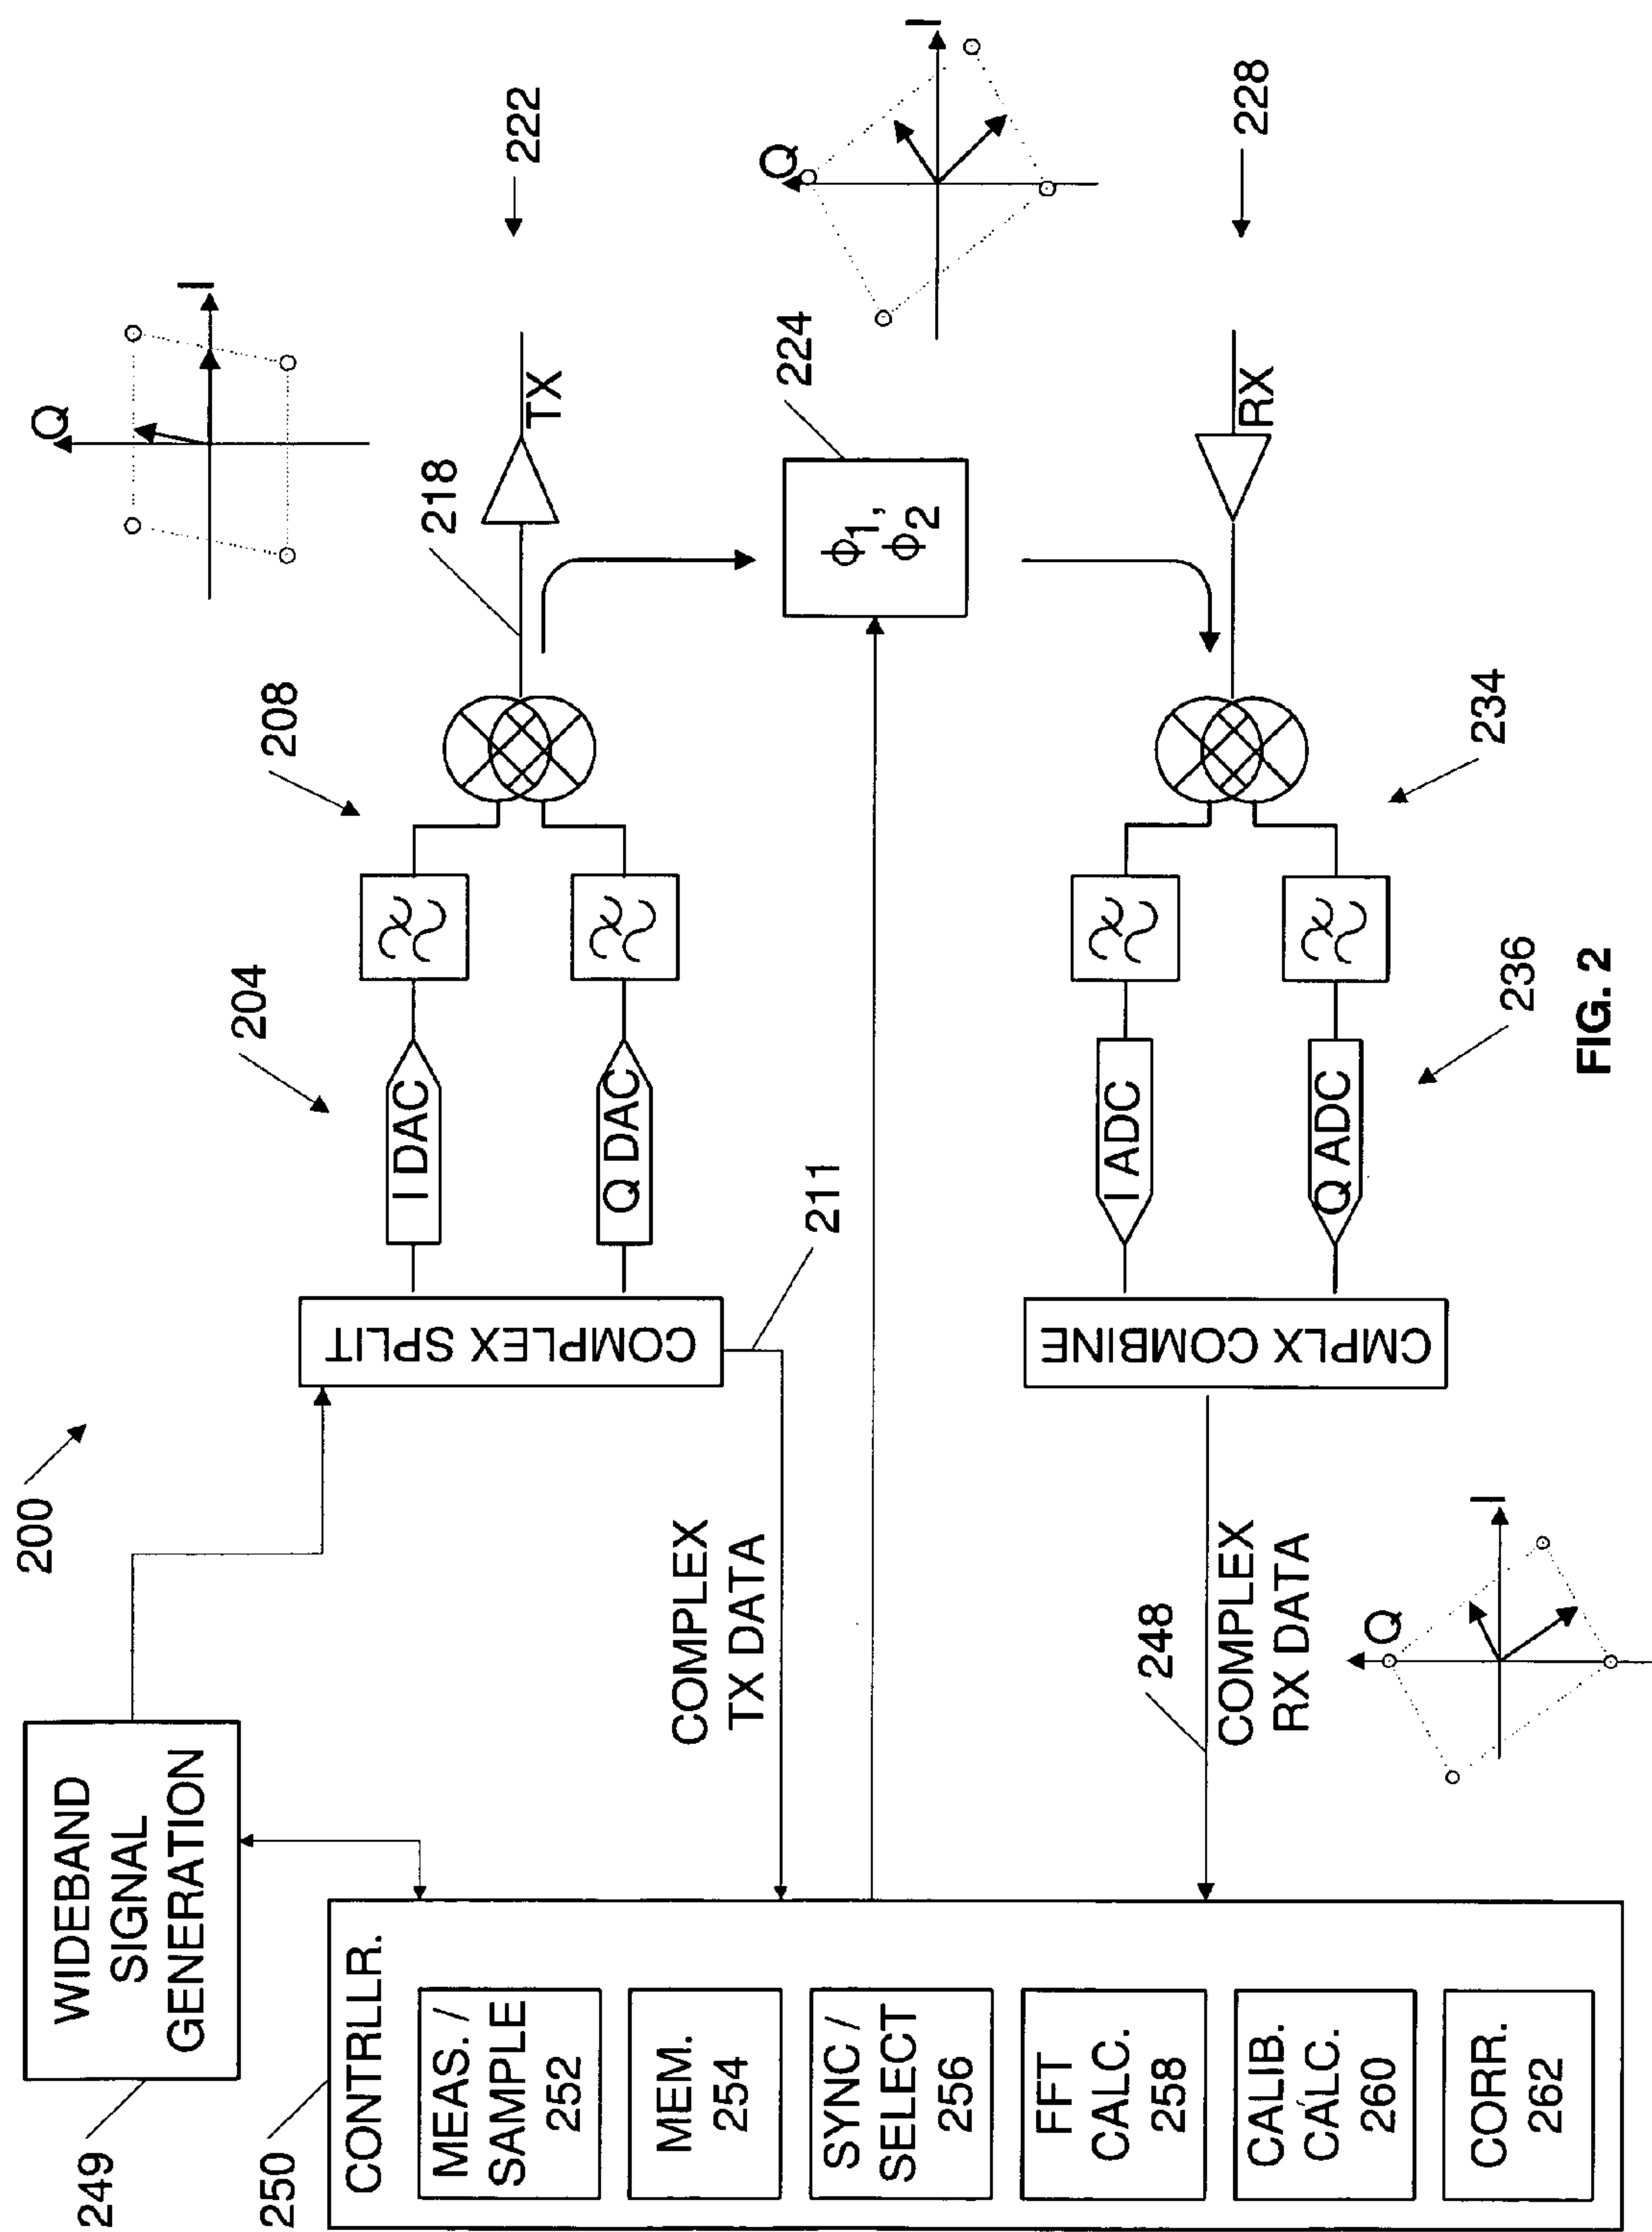 200
249
WIDEBAND
SIGNAL
GENERATION
250
CONTRLLR.
MEAS. /
SAMPLE
252
MEM.
254
SYNC /
SELECT
256
FFT
CALC.
258
CALIB.
CALC.
260
CORR.
262
COMPLEX
TX DATA
211
COMPLEX SPLIT
204
I DAC
Q DAC
208
218
TX
222
Q
I
224
ϕ1,
ϕ2
Q
I
228
RX
234
236
I ADC
Q ADC
CMPLX COMBINE
248
COMPLEX
RX DATA
Q
I
FIG. 2